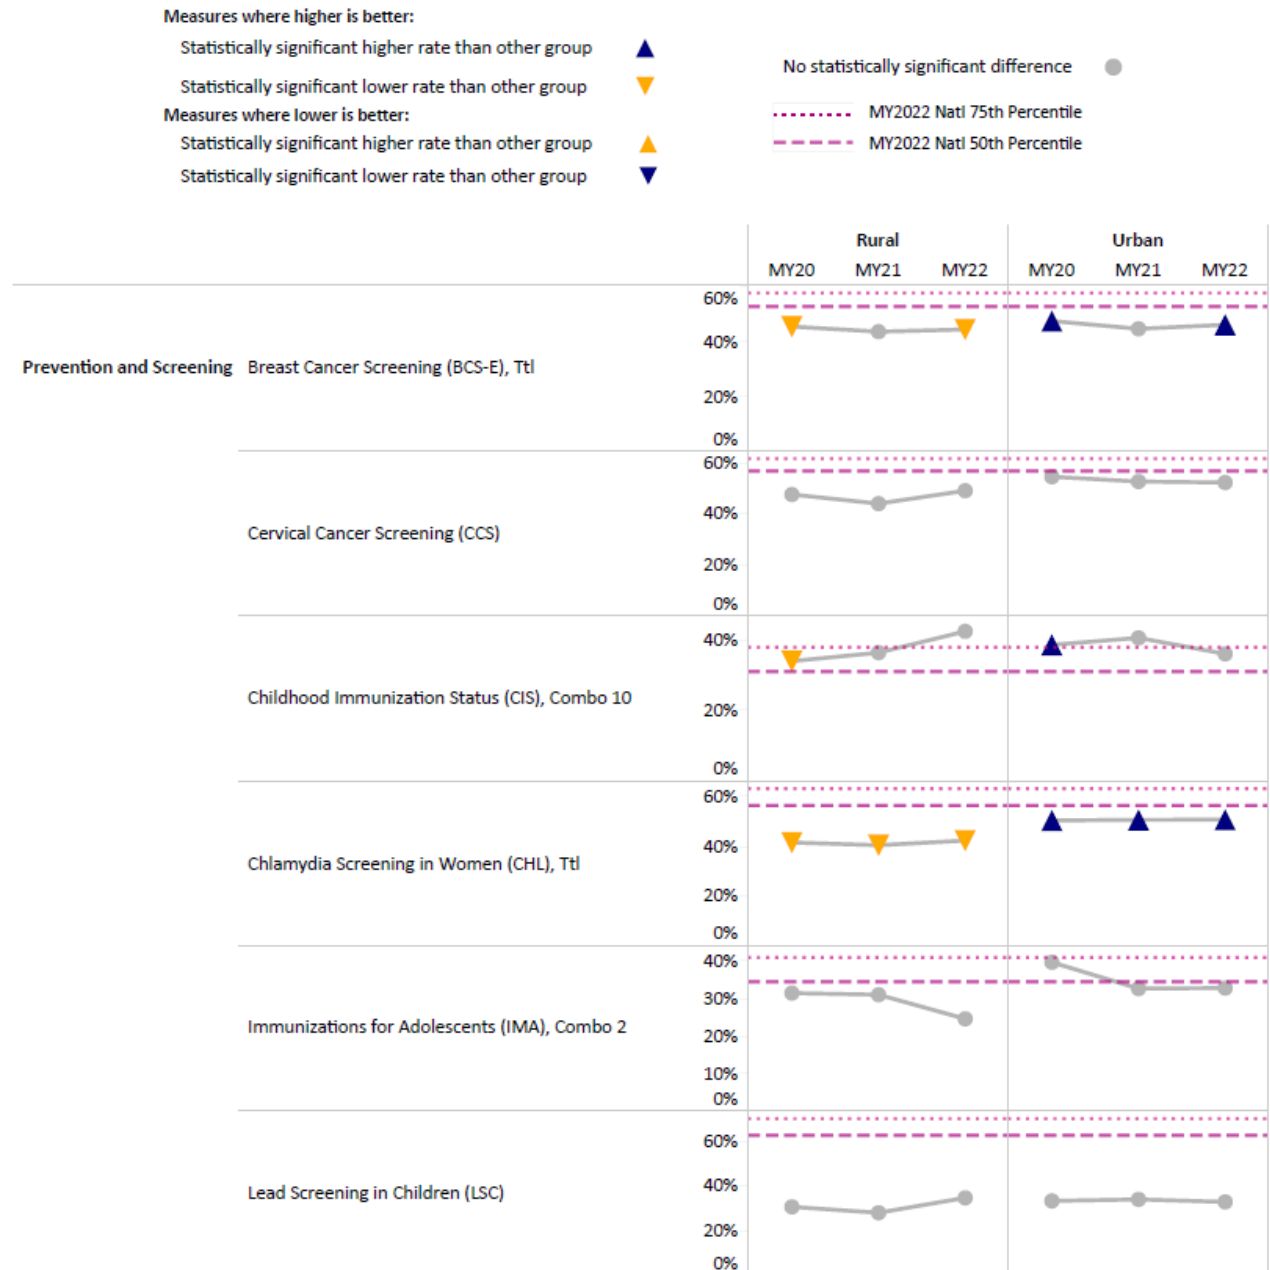 Measures where higher is better:
Statistically significant higher rate than other group
Statistically significant lower rate than other group
Measures where lower is better:
Statistically significant higher rate than other group
Statistically significant lower rate than other group
No statistically significant difference
MY2022 Natl 75th Percentile
MY2022 Natl 50th Percentile
Rural Urban
MY20 MY21 MY22 MY20 MY21 MY22
Prevention and Screening Breast Cancer Screening (BCS-E), Ttl
60%
40%
20%
0%
Cervical Cancer Screening (CCS)
60%
40%
20%
0%
Childhood Immunization Status (CIS), Combo 10
40%
20%
0%
Chlamydia Screening in Women (CHL), Ttl
60%
40%
20%
0%
Immunizations for Adolescents (IMA), Combo 2
40%
30%
20%
10%
0%
Lead Screening in Children (LSC)
60%
40%
20%
0%